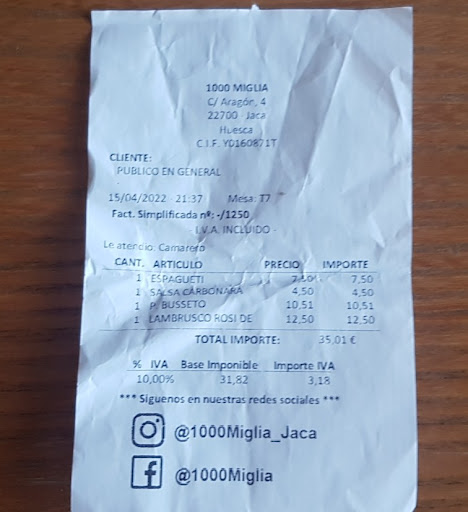 1000 MIGLIA
C/ Aragón, 4
22700 Jaca
Huesca
C.I.F. YD160871T
CLIENTE:
PUBLICO EN GENERAL
15/04/2022 21:37 Mesa: T7
Fact. Simplificada nº: -/1250
- I.V.A. INCLUIDO -
Le atendio: Camarero
CANT. ARTICULO PRECIO IMPORTE
1 ESPAGUETI 7,50 7,50
1 SALSA CARBONARA 4,50 4,50
1 P. BUSSETO 10,51 10,51
1 LAMBRUSCO ROSI DE 12,50 12,50
TOTAL IMPORTE: 35,01 €
% IVA Base Imponible Importe IVA
10,00% 31,82 3,18
*** Siguenos en nuestras redes sociales ***
@1000Miglia_Jaca
f @1000Miglia